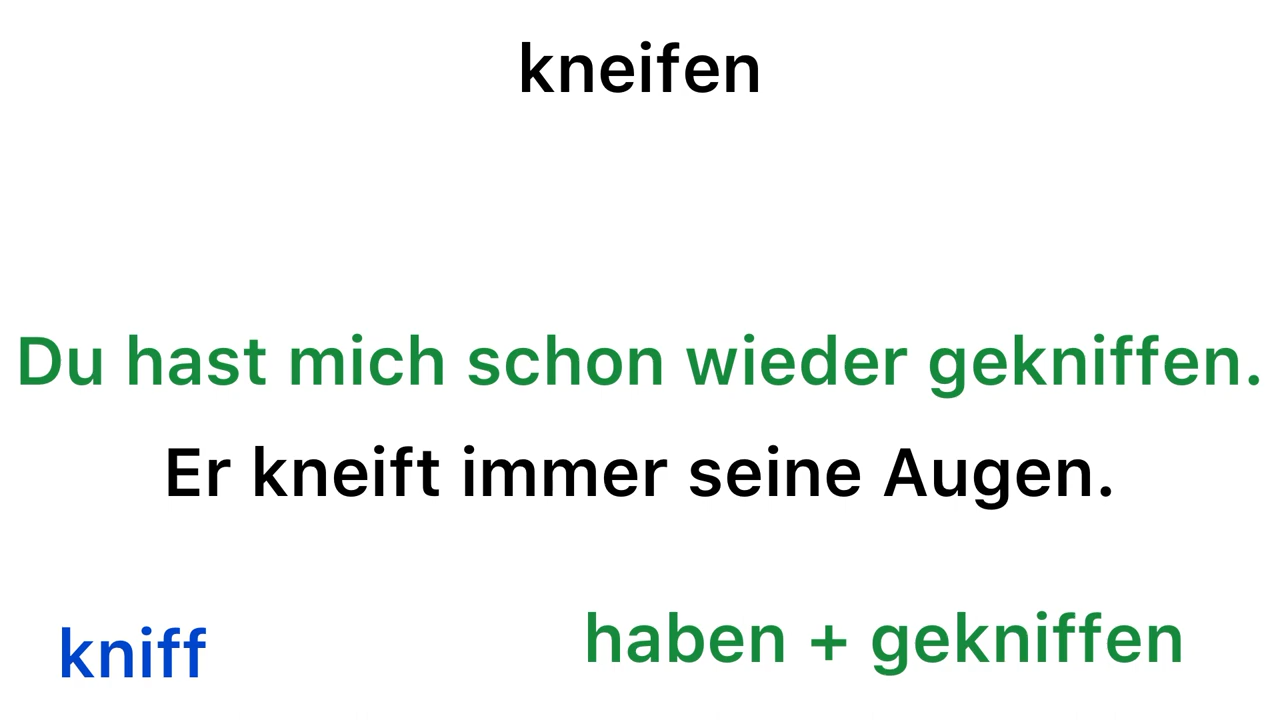 kneifen
Du hast mich schon wieder gekniffen.
Er kneift immer seine Augen.
kniff
haben + gekniffen